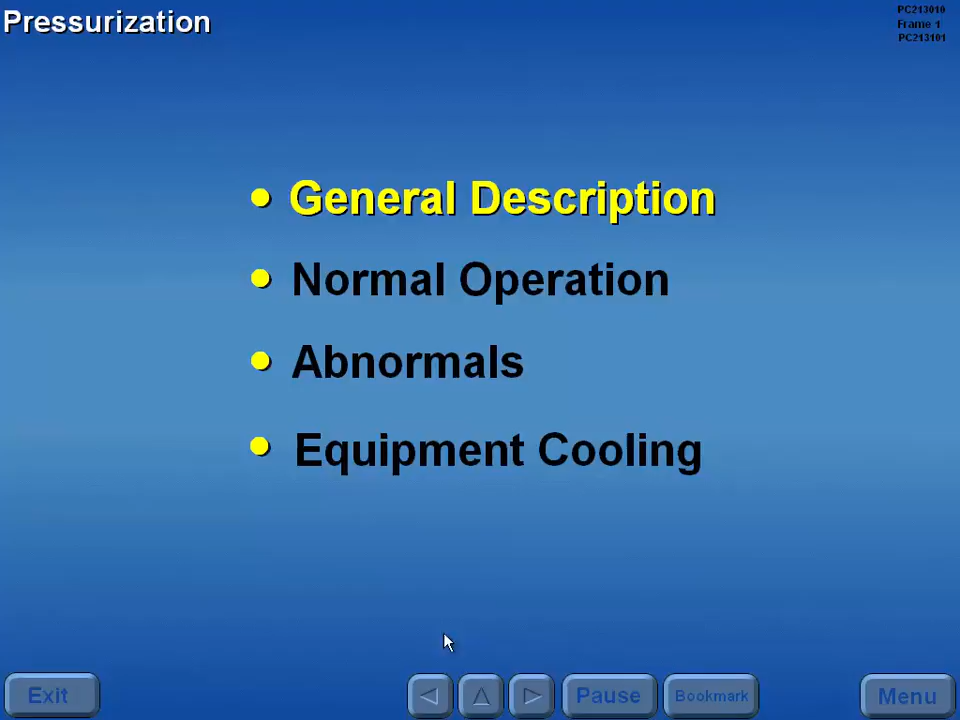 Pressurization
PC213010
Frame 1
PC213101
General Description
Normal Operation
Abnormals
Equipment Cooling
Exit
Pause
Bookmark
Menu